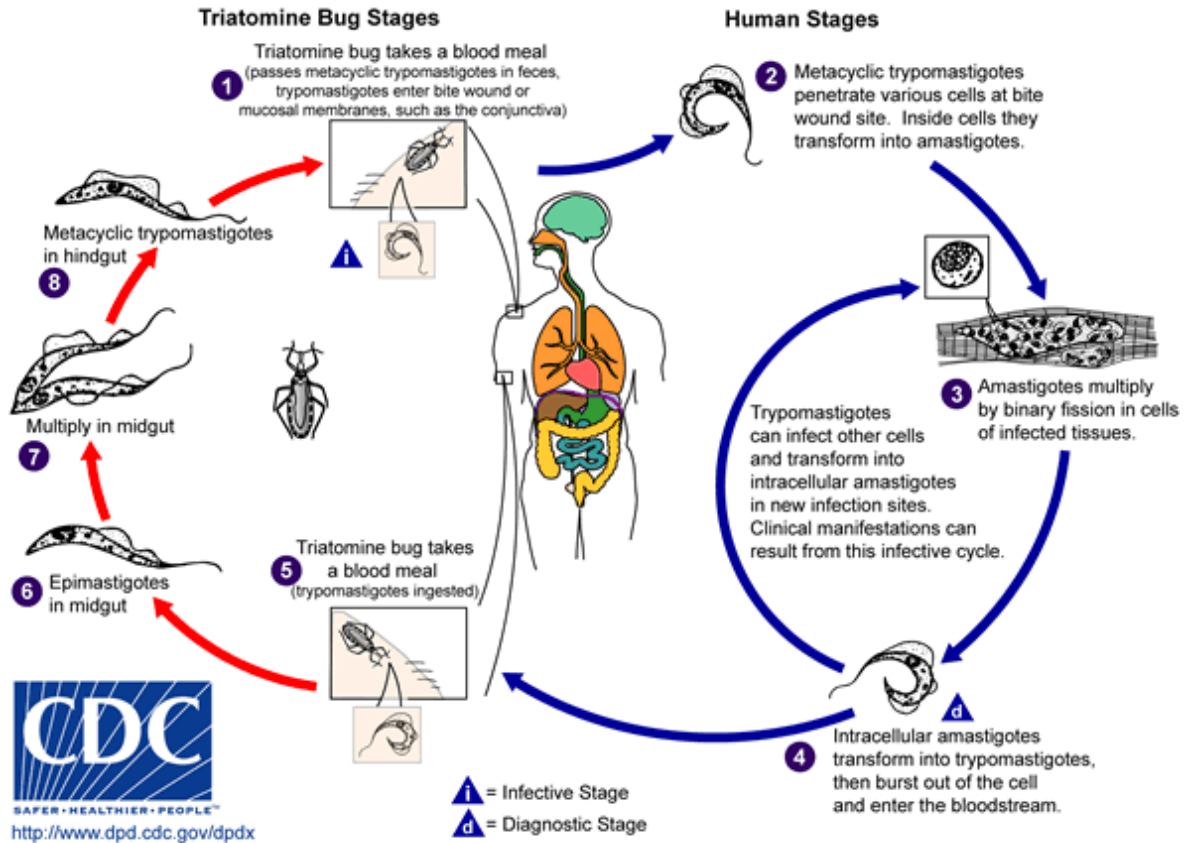 Triatomine Bug Stages
Human Stages
1
Triatomine bug takes a blood meal
(passes metacyclic trypomastigotes in feces,
trypomastigotes enter bite wound or
mucosal membranes, such as the conjunctiva)
i
2
Metacyclic trypomastigotes
penetrate various cells at bite
wound site. Inside cells they
transform into amastigotes.
3
Amastigotes multiply
by binary fission in cells
of infected tissues.
Trypomastigotes
can infect other cells
and transform into
intracellular amastigotes
in new infection sites.
Clinical manifestations can
result from this infective cycle.
d
4
Intracellular amastigotes
transform into trypomastigotes,
then burst out of the cell
and enter the bloodstream.
5
Triatomine bug takes
a blood meal
(trypomastigotes ingested)
6
Epimastigotes
in midgut
Multiply in midgut
7
Metacyclic trypomastigotes
in hindgut
8
i = Infective Stage
d = Diagnostic Stage
CDC
SAFER·HEALTHIER·PEOPLE™
http://www.dpd.cdc.gov/dpdx